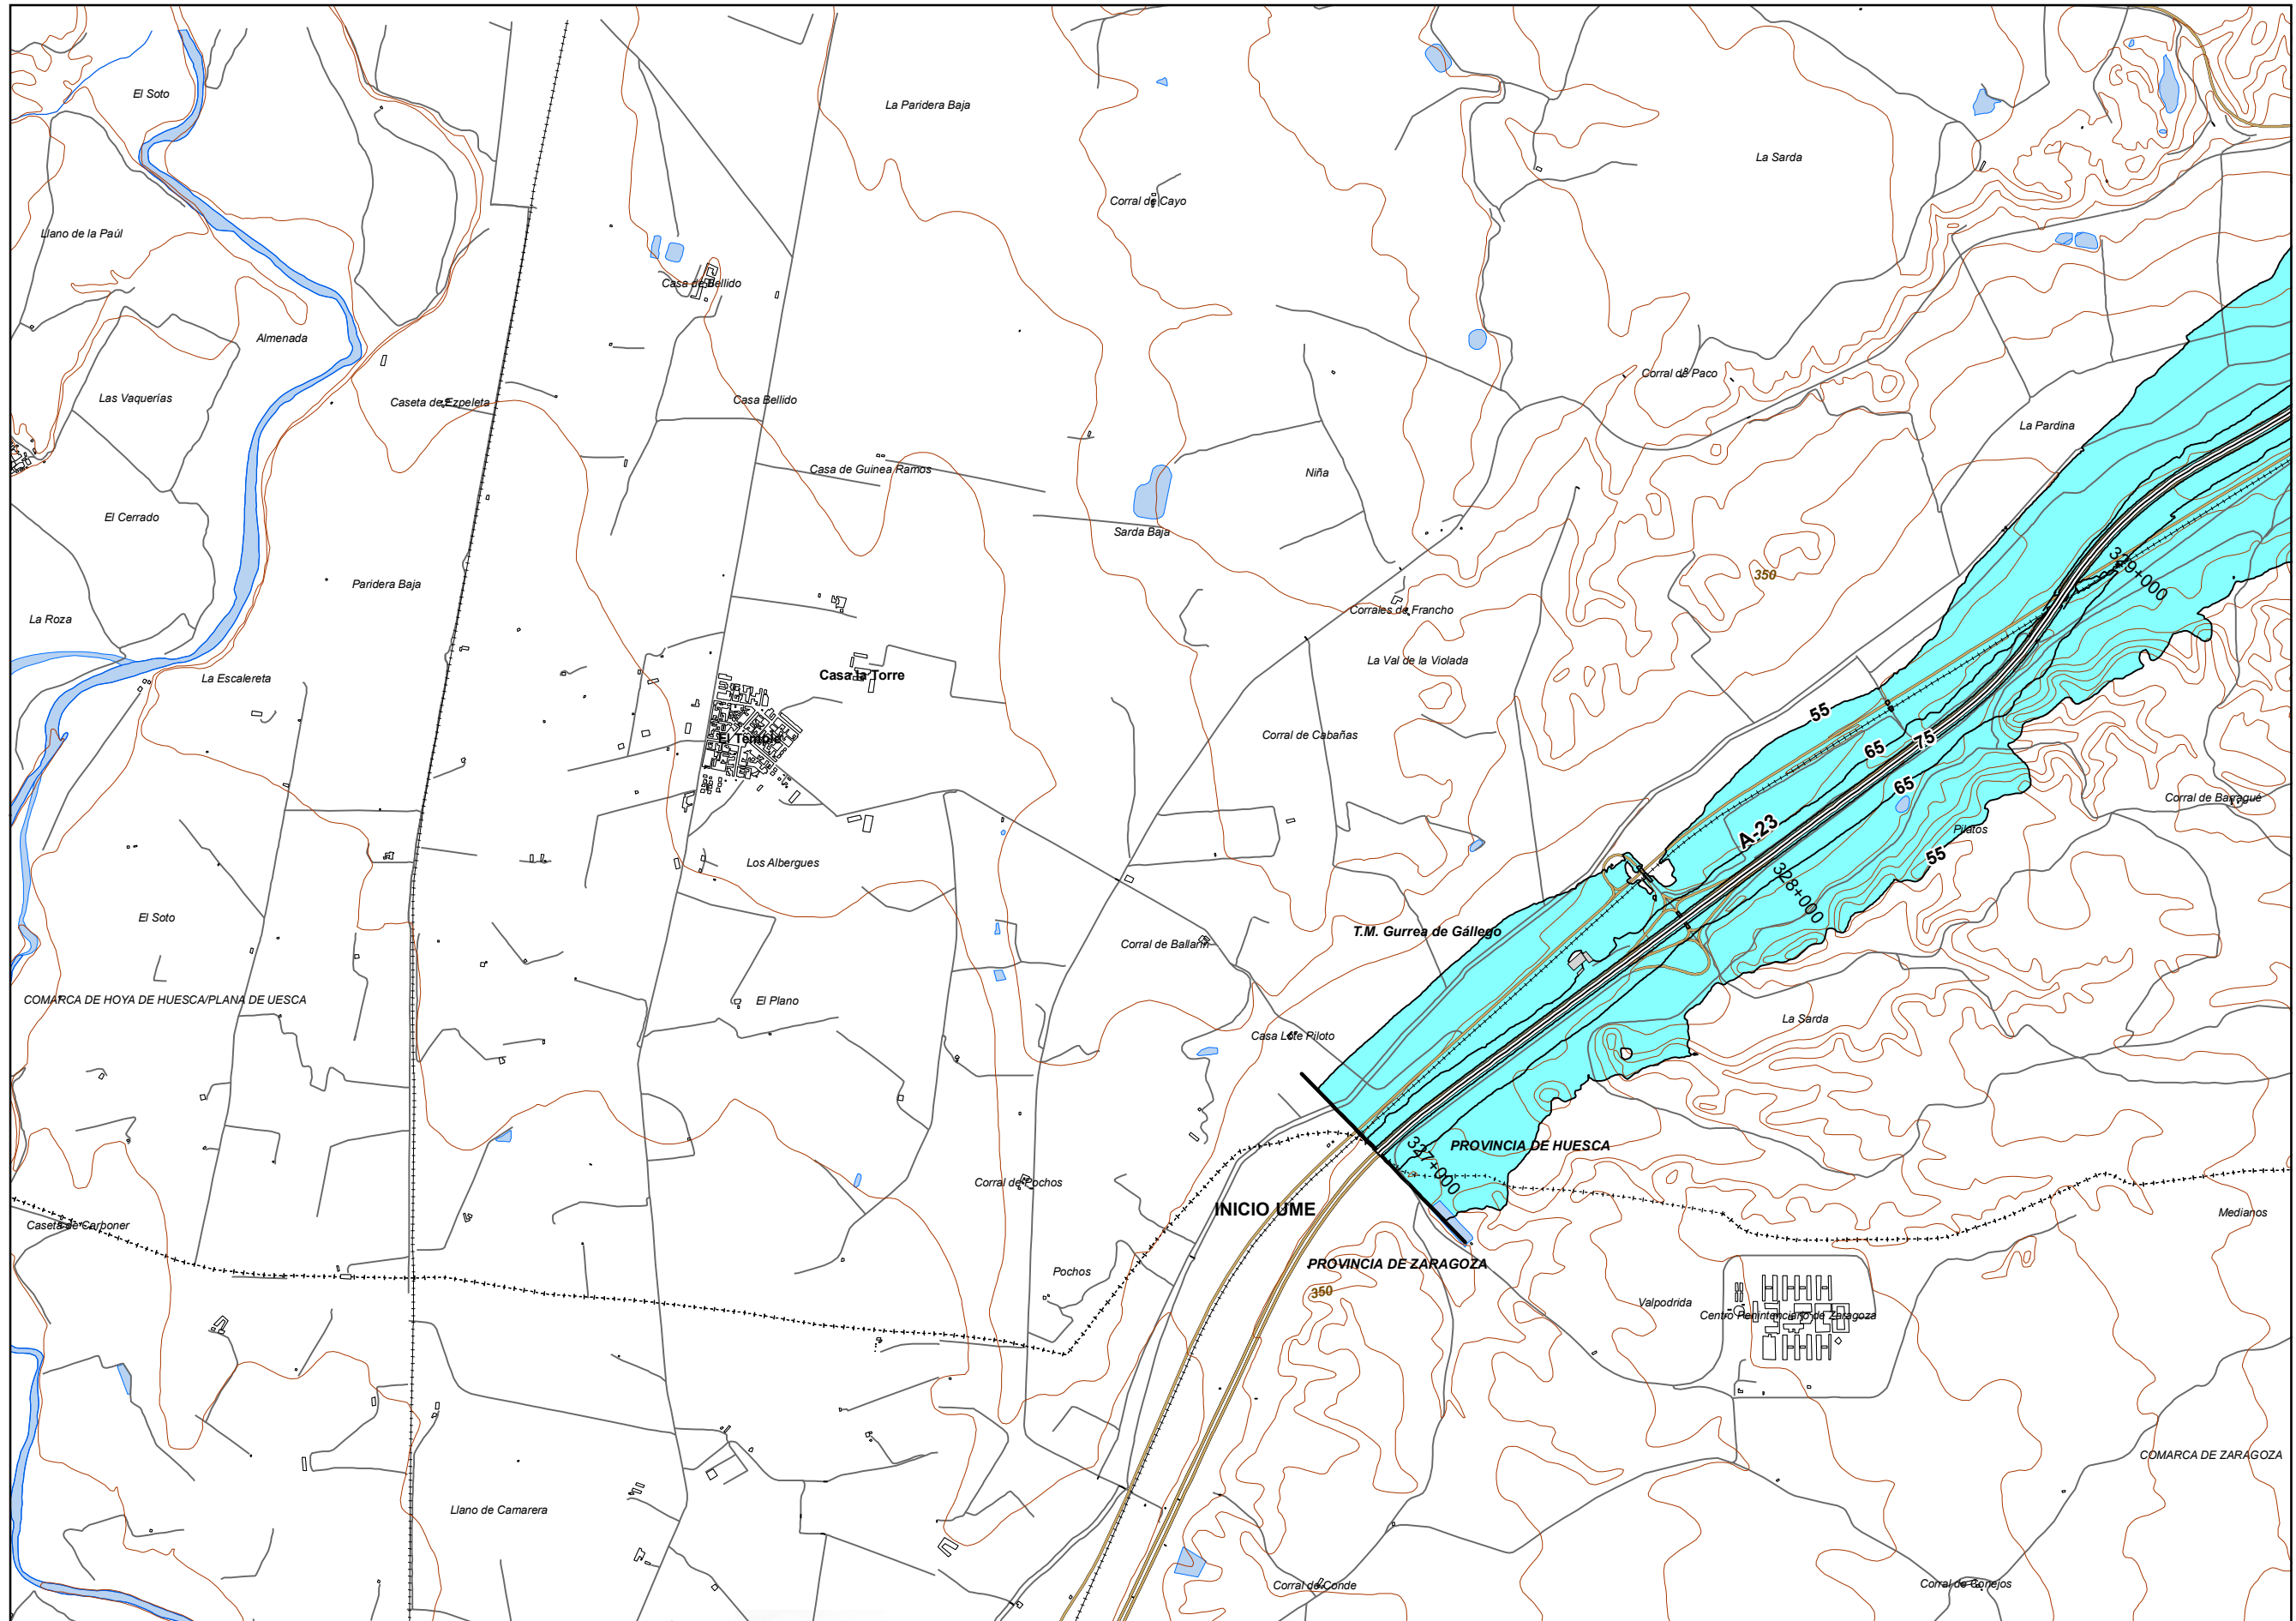 El Soto
La Paridera Baja
La Sarda
Corral de Cayo
Llano de la Paúl
Casa de Bellido
Almenada
Corral de Paco
Las Vaquerías
Caseta de Ezpeleta
Casa Bellido
La Pardina
Casa de Guinea Ramos
Niña
El Cerrado
Sarda Baja
329+000
350
Paridera Baja
Corrales de Francho
La Roza
La Val de la Violada
La Escalereta
Casa la Torre
55
El Temple
Corral de Cabañas
65
75
65
Corral de Barragué
A-23
Pilatos
55
Los Albergues
328+000
El Soto
T.M. Gurrea de Gállego
Corral de Ballarín
COMARCA DE HOYA DE HUESCA/PLANA DE UESCA
El Plano
La Sarda
Casa Lote Piloto
PROVINCIA DE HUESCA
327+000
Corral de Pochos
INICIO UME
Medianos
Caseta de Carboner
PROVINCIA DE ZARAGOZA
Pochos
350
Valpodrida
Centro Penintenciario de Zaragoza
COMARCA DE ZARAGOZA
Llano de Camarera
Corral de Conde
Corral de Conejos